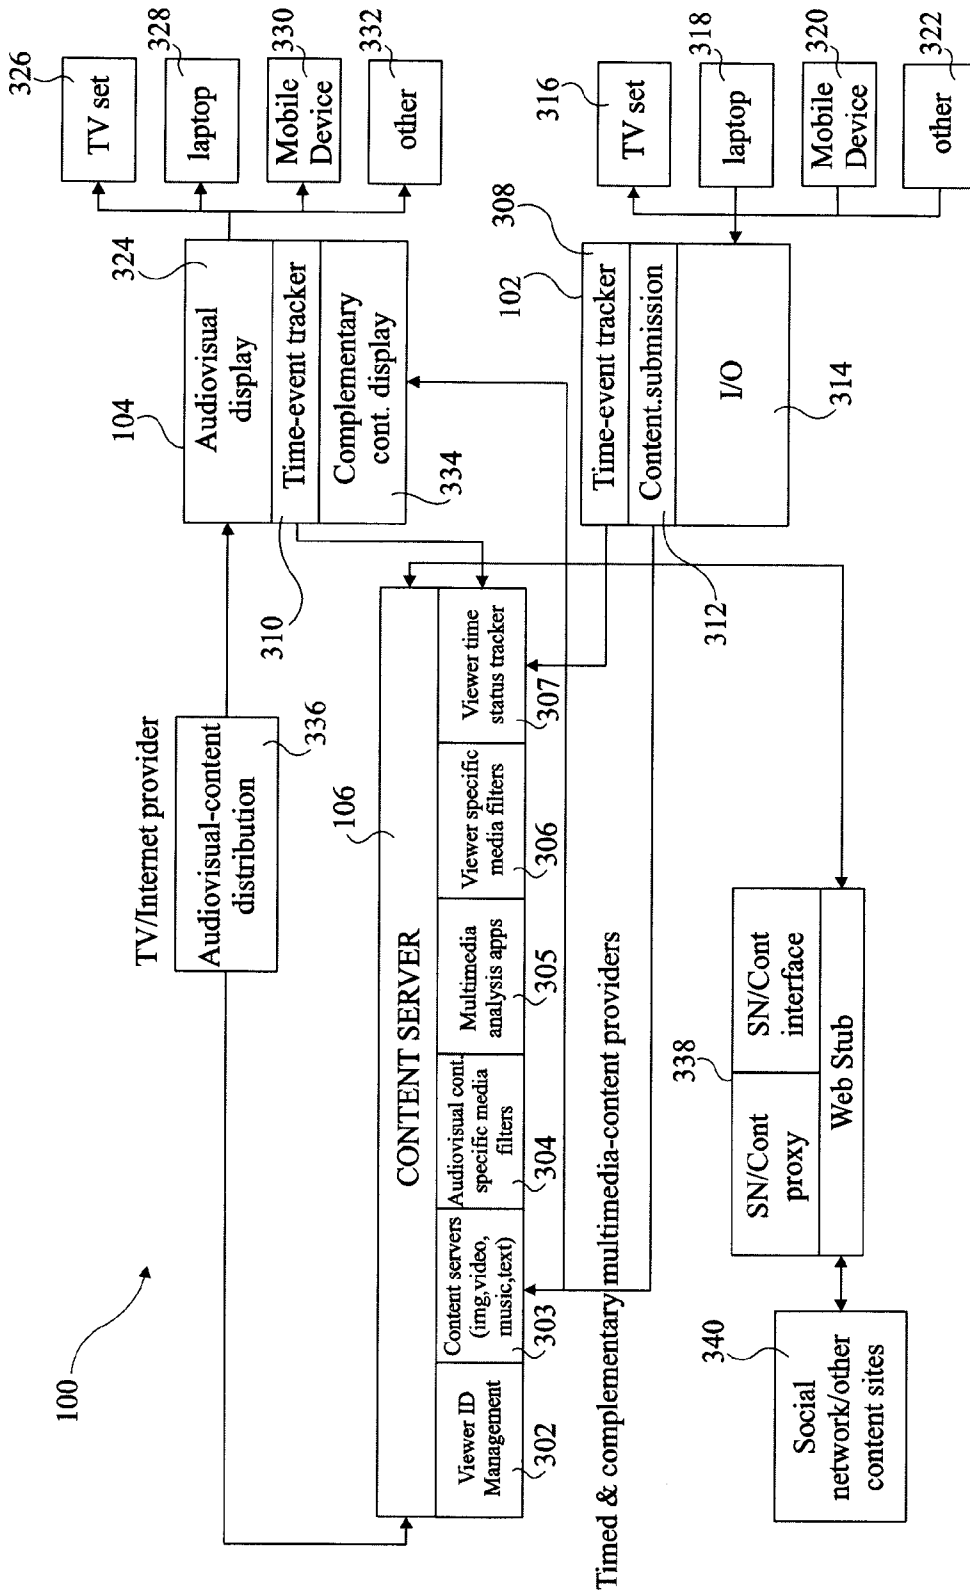 100
TV/Internet provider
Audiovisual-content
distribution
336
104
Audiovisual
display
324
Time-event tracker
310
Complementary
cont. display
334
TV set
326
laptop
328
Mobile
Device
330
other
332
CONTENT SERVER
106
Viewer ID
Management
302
Content servers
(img,video,
music,text)
303
Audiovisual cont.
specific media
filters
304
Multimedia
analysis apps
305
Viewer specific
media filters
306
Viewer time
status tracker
307
Timed & complementary multimedia-content providers
102
308
Time-event tracker
Content.submission
312
I/O
314
TV set
316
laptop
318
Mobile
Device
320
other
322
338
SN/Cont
proxy
SN/Cont
interface
Web Stub
340
Social
network/other
content sites